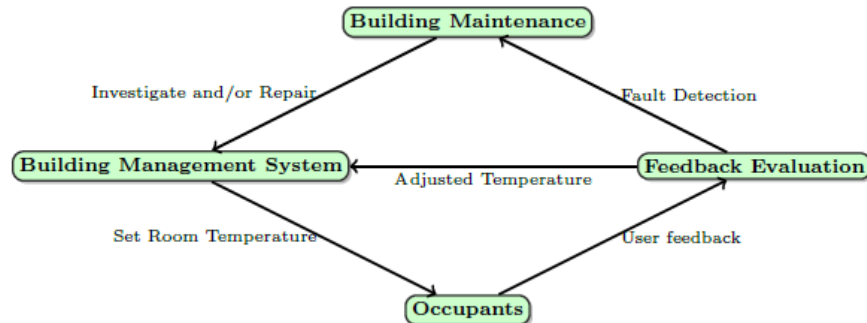 Building Maintenance
Investigate and/or Repair
Fault Detection
Building Management System
Feedback Evaluation
Adjusted Temperature
Set Room Temperature
User feedback
Occupants